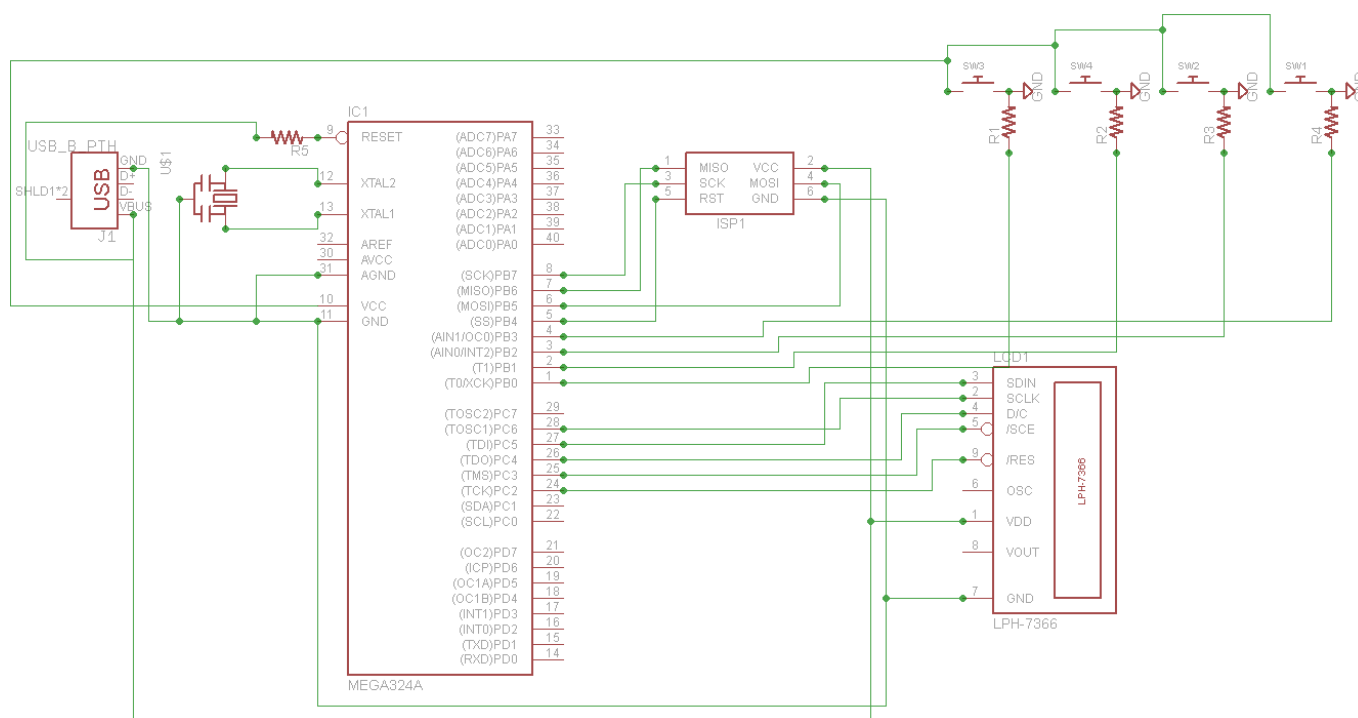 SW3
SW4
SW2
SW1
GND
GND
GND
GND
R1
R2
R3
R4
IC1
USB_B_PTH
GND
D+
D-
VBUS
SHLD1*2
USB
J1
U$1
R5
9 RESET
12 XTAL2
13 XTAL1
32 AREF
30 AVCC
31 AGND
10 VCC
11 GND
(ADC7)PA7 33
(ADC6)PA6 34
(ADC5)PA5 35
(ADC4)PA4 36
(ADC3)PA3 37
(ADC2)PA2 38
(ADC1)PA1 39
(ADC0)PA0 40
(SCK)PB7 8
(MISO)PB6 7
(MOSI)PB5 6
(SS)PB4 5
(AIN1/OC0)PB3 4
(AIN0/INT2)PB2 3
(T1)PB1 2
(T0/XCK)PB0 1
(TOSC2)PC7 29
(TOSC1)PC6 28
(TDI)PC5 27
(TDO)PC4 26
(TMS)PC3 25
(TCK)PC2 24
(SDA)PC1 23
(SCL)PC0 22
(OC2)PD7 21
(ICP)PD6 20
(OC1A)PD5 19
(OC1B)PD4 18
(INT1)PD3 17
(INT0)PD2 16
(TXD)PD1 15
(RXD)PD0 14
MEGA324A
1 MISO VCC 2
3 SCK MOSI 4
5 RST GND 6
ISP1
LCD1
3 SDIN
2 SCLK
4 D/C
5 /SCE
9 /RES
6 OSC
1 VDD
8 VOUT
7 GND
LPH-7366
LPH-7366